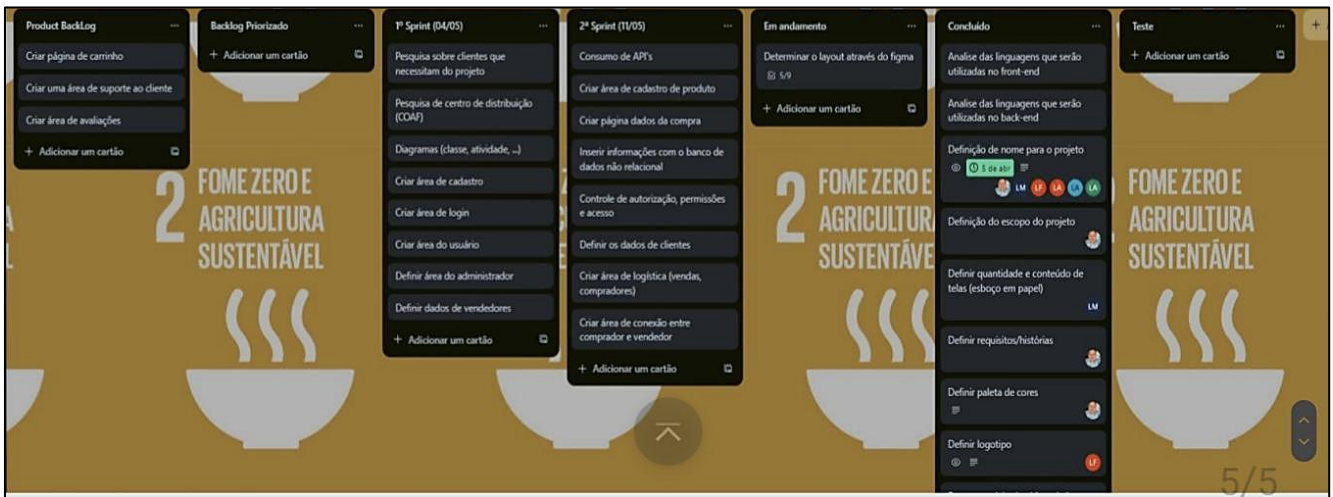 Product BackLog
Criar página de carrinho
Criar uma área de suporte ao cliente
Criar área de avaliações
+ Adicionar um cartão
Backlog Priorizado
+ Adicionar um cartão
1º Sprint (04/05)
Pesquisa sobre clientes que
necessitam do projeto
Pesquisa de centro de distribuição
(COAF)
Diagramas (classe, atividade, ...)
Criar área de cadastro
Criar área de login
Criar área do usuário
Definir área do administrador
Definir dados de vendedores
+ Adicionar um cartão
2ª Sprint (11/05)
Consumo de API's
Criar área de cadastro de produto
Criar página dados da compra
Inserir informações com o banco de
dados não relacional
Controle de autorização, permissões
e acesso
Definir os dados de clientes
Criar área de logística (vendas,
compradores)
Criar área de conexão entre
comprador e vendedor
+ Adicionar um cartão
Em andamento
Determinar o layout através do figma
5/9
+ Adicionar um cartão
Concluído
Analise das linguagens que serão
utilizadas no front-end
Analise das linguagens que serão
utilizadas no back-end
Definição de nome para o projeto
5 de abr
LM LF LA LA LA
Definição do escopo do projeto
Definir quantidade e conteúdo de
telas (esboço em papel)
LM
Definir requisitos/histórias
Definir paleta de cores
Definir logotipo
LF
Teste
+ Adicionar um cartão
2 FOME ZERO E
AGRICULTURA
SUSTENTÁVEL
2 FOME ZERO E
AGRICULTUR
SUSTENTÁVE
FOME ZERO E
AGRICULTURA
SUSTENTÁVEL
5/5